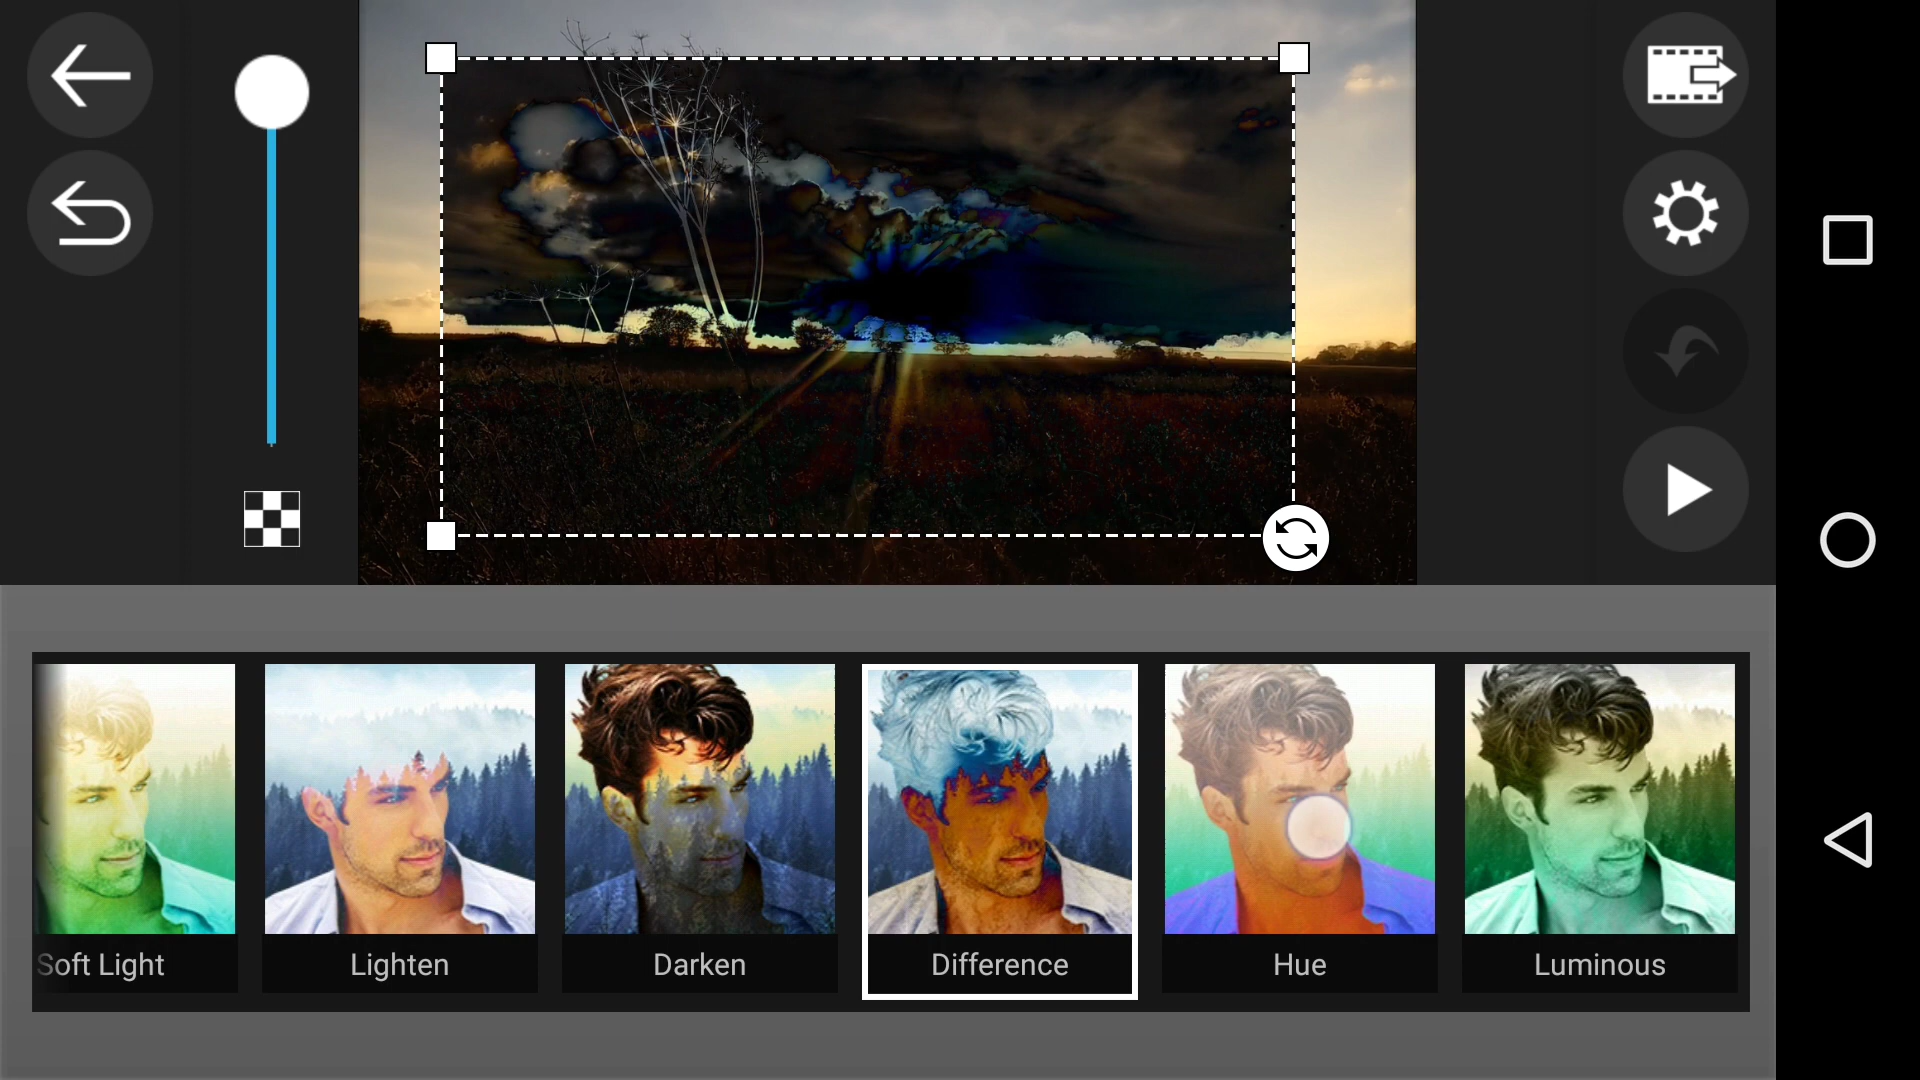 Soft Light
Lighten
Darken
Difference
Hue
Luminous